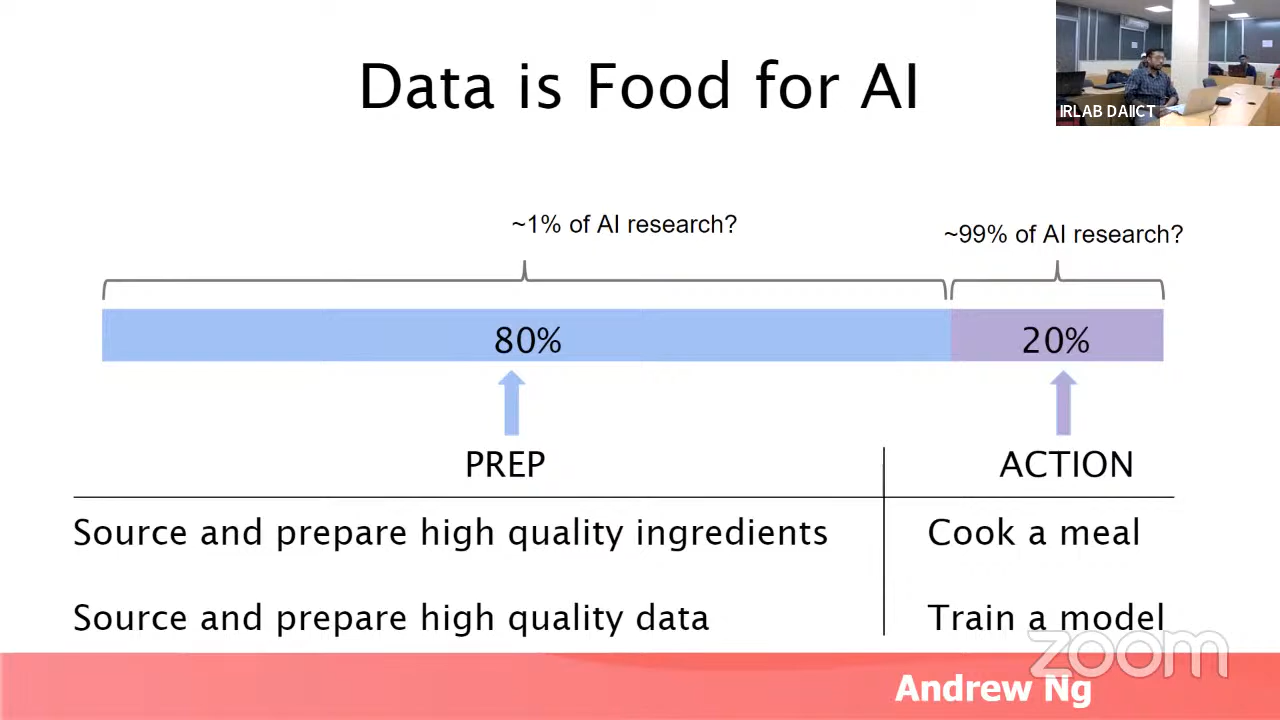 Data is Food for AI
IRLAB DAIICT
~1% of AI research?
~99% of AI research?
80%
20%
PREP
ACTION
Source and prepare high quality ingredients
Cook a meal
Source and prepare high quality data
Train a model
zoom
Andrew Ng